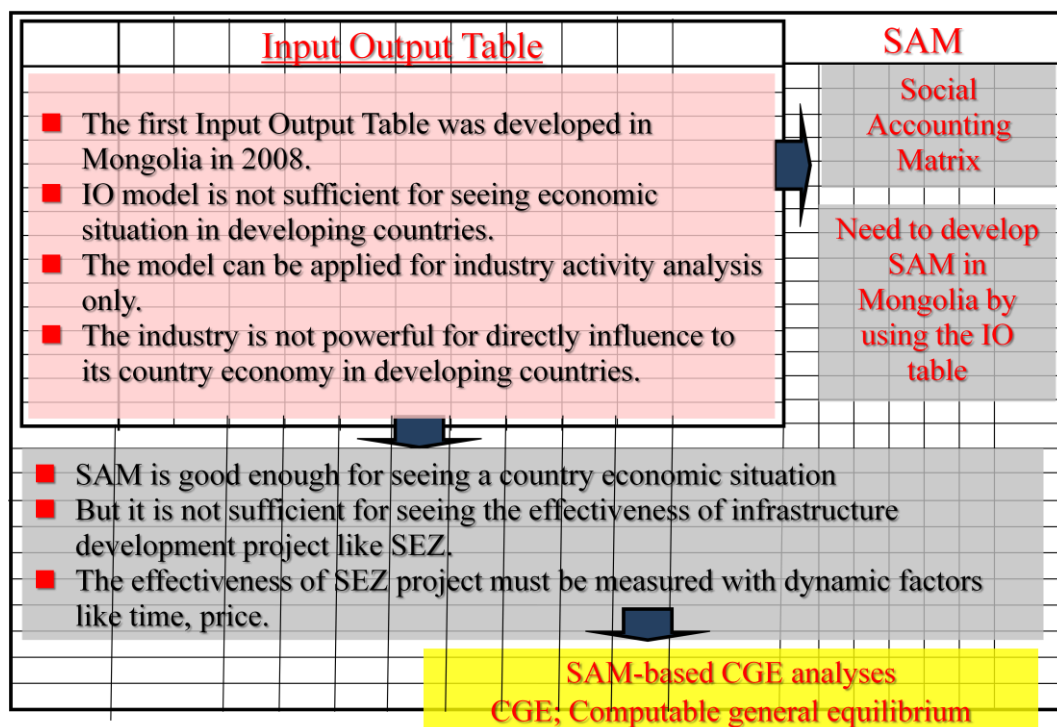 Input Output Table
■ The first Input Output Table was developed in
Mongolia in 2008.
■ IO model is not sufficient for seeing economic
situation in developing countries.
■ The model can be applied for industry activity analysis
only.
■ The industry is not powerful for directly influence to
its country economy in developing countries.
SAM
Social
Accounting
Matrix
Need to develop
SAM in
Mongolia by
using the IO
table
■ SAM is good enough for seeing a country economic situation
■ But it is not sufficient for seeing the effectiveness of infrastructure
development project like SEZ.
■ The effectiveness of SEZ project must be measured with dynamic factors
like time, price.
SAM-based CGE analyses
CGE; Computable general equilibrium